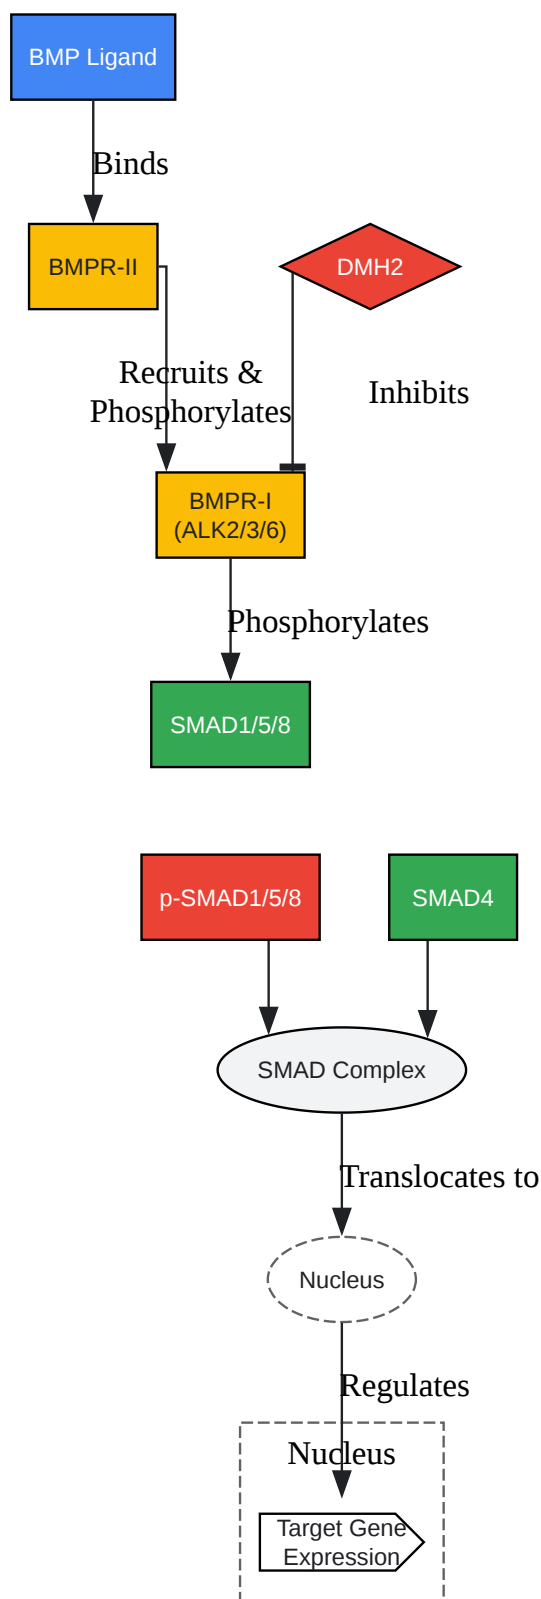 BMP Ligand
Binds
BMPR-II
DMH2
Recruits &
Phosphorylates
Inhibits
BMPR-I
(ALK2/3/6)
Phosphorylates
SMAD1/5/8
p-SMAD1/5/8
SMAD4
SMAD Complex
Translocates to
Nucleus
Regulates
Nucleus
Target Gene
Expression